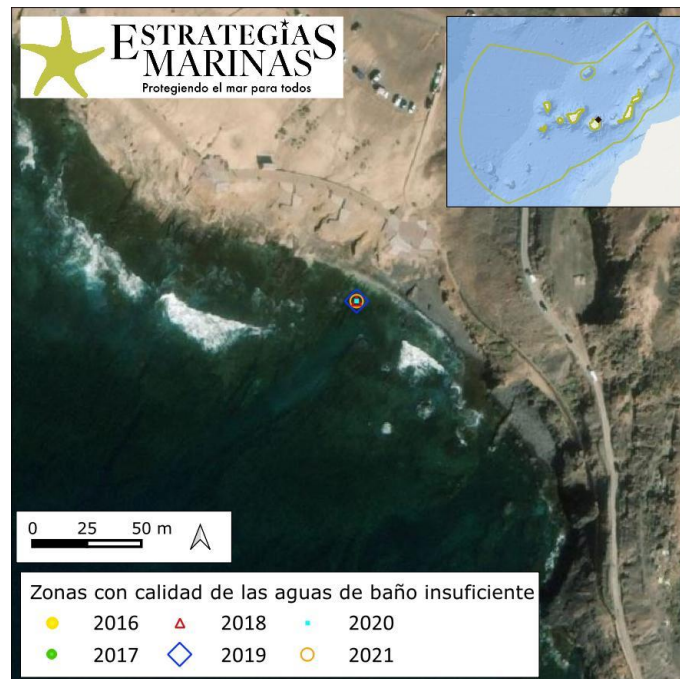 ESTRATEGIAS
MARINAS
Protegiendo el mar para todos
0 25 50 m
Zonas con calidad de las aguas de baño insuficiente
2016 2018 2020
2017 2019 2021